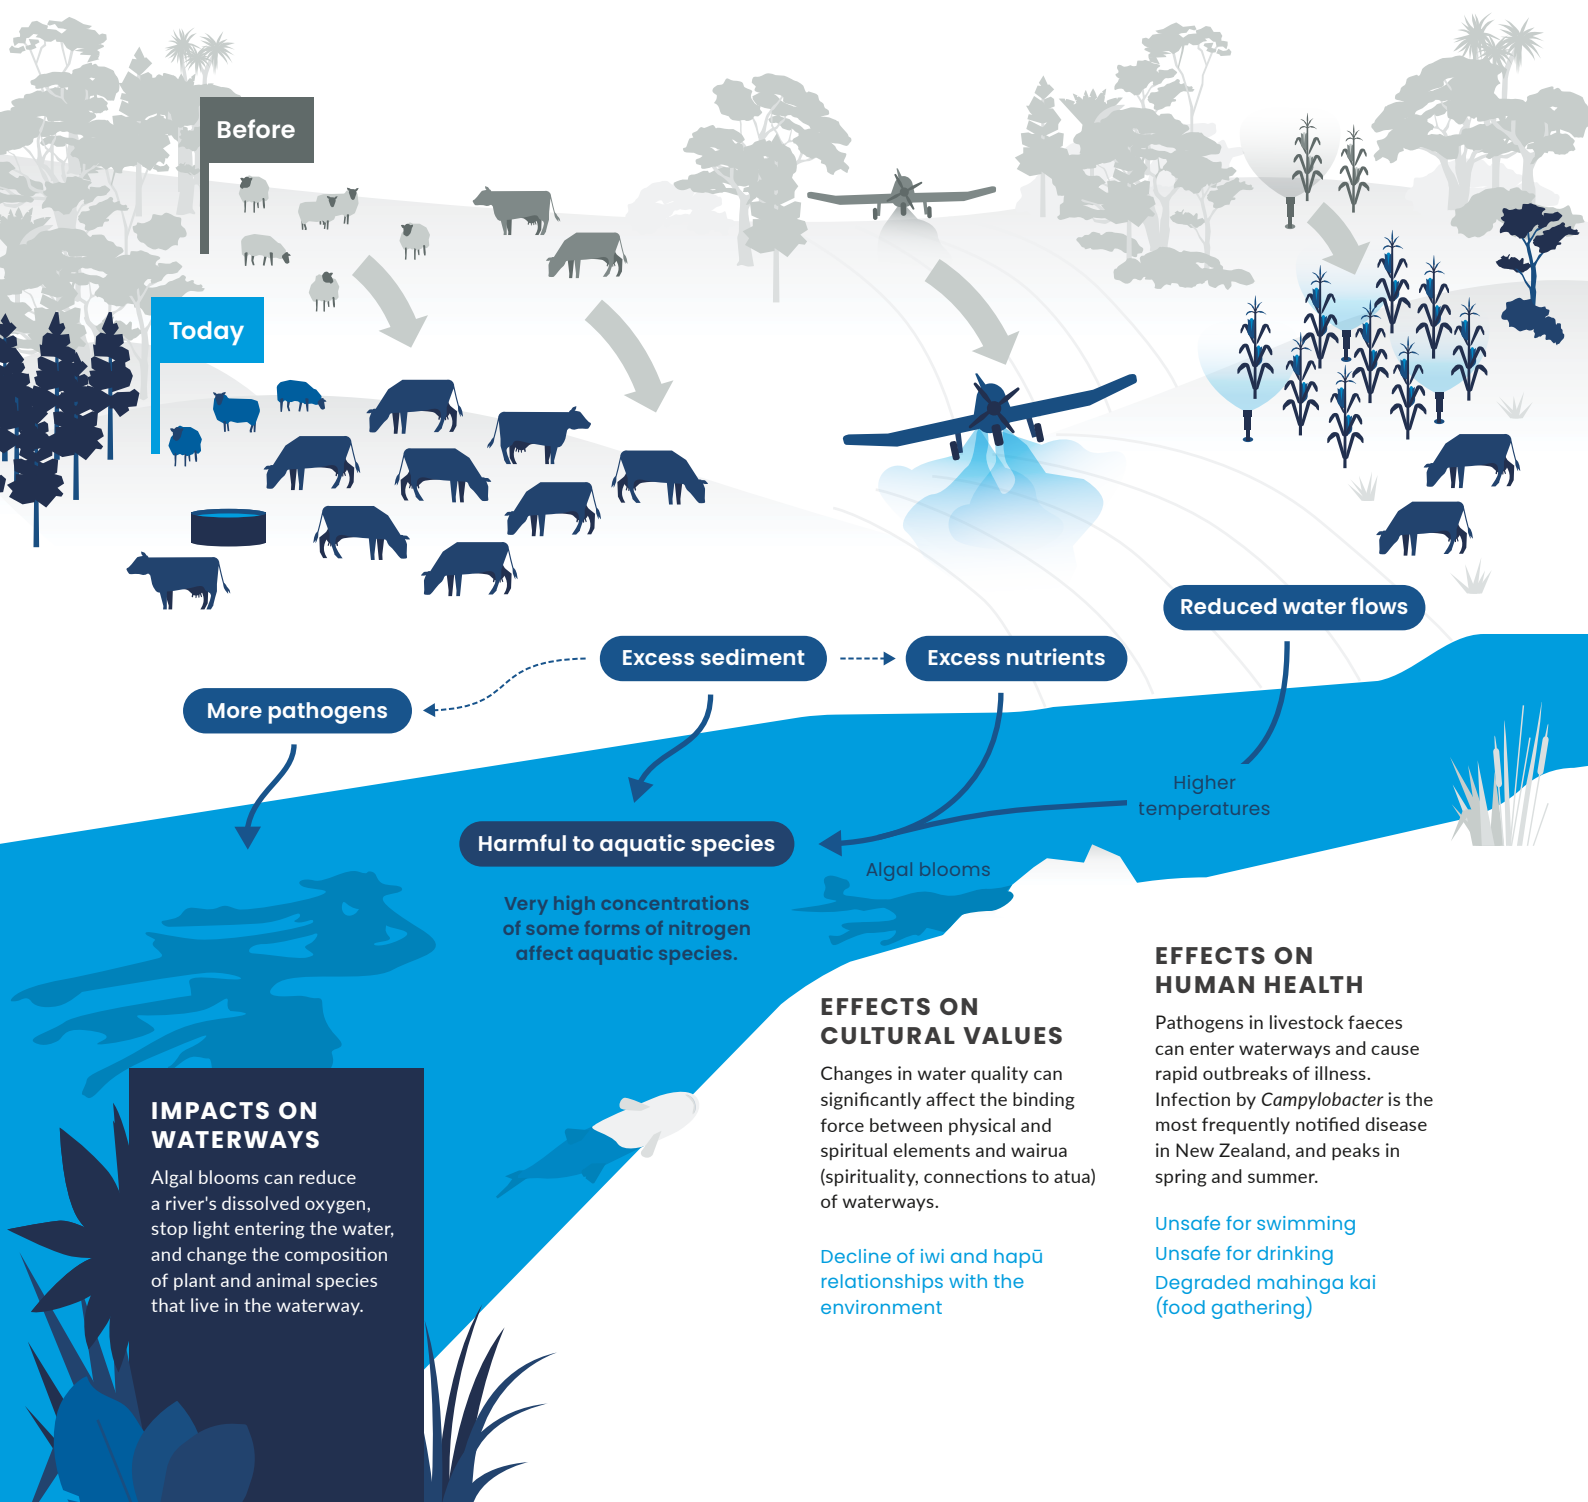 Before
Today
Reduced water flows
Excess sediment
Excess nutrients
More pathogens
Higher
temperatures
Harmful to aquatic species
Algal blooms
Very high concentrations
of some forms of nitrogen
affect aquatic species.
IMPACTS ON
WATERWAYS
Algal blooms can reduce
a river's dissolved oxygen,
stop light entering the water,
and change the composition
of plant and animal species
that live in the waterway.
EFFECTS ON
CULTURAL VALUES
Changes in water quality can
significantly affect the binding
force between physical and
spiritual elements and wairua
(spirituality, connections to atua)
of waterways.
Decline of iwi and hapū
relationships with the
environment
EFFECTS ON
HUMAN HEALTH
Pathogens in livestock faeces
can enter waterways and cause
rapid outbreaks of illness.
Infection by Campylobacter is the
most frequently notified disease
in New Zealand, and peaks in
spring and summer.
Unsafe for swimming
Unsafe for drinking
Degraded mahinga kai
(food gathering)